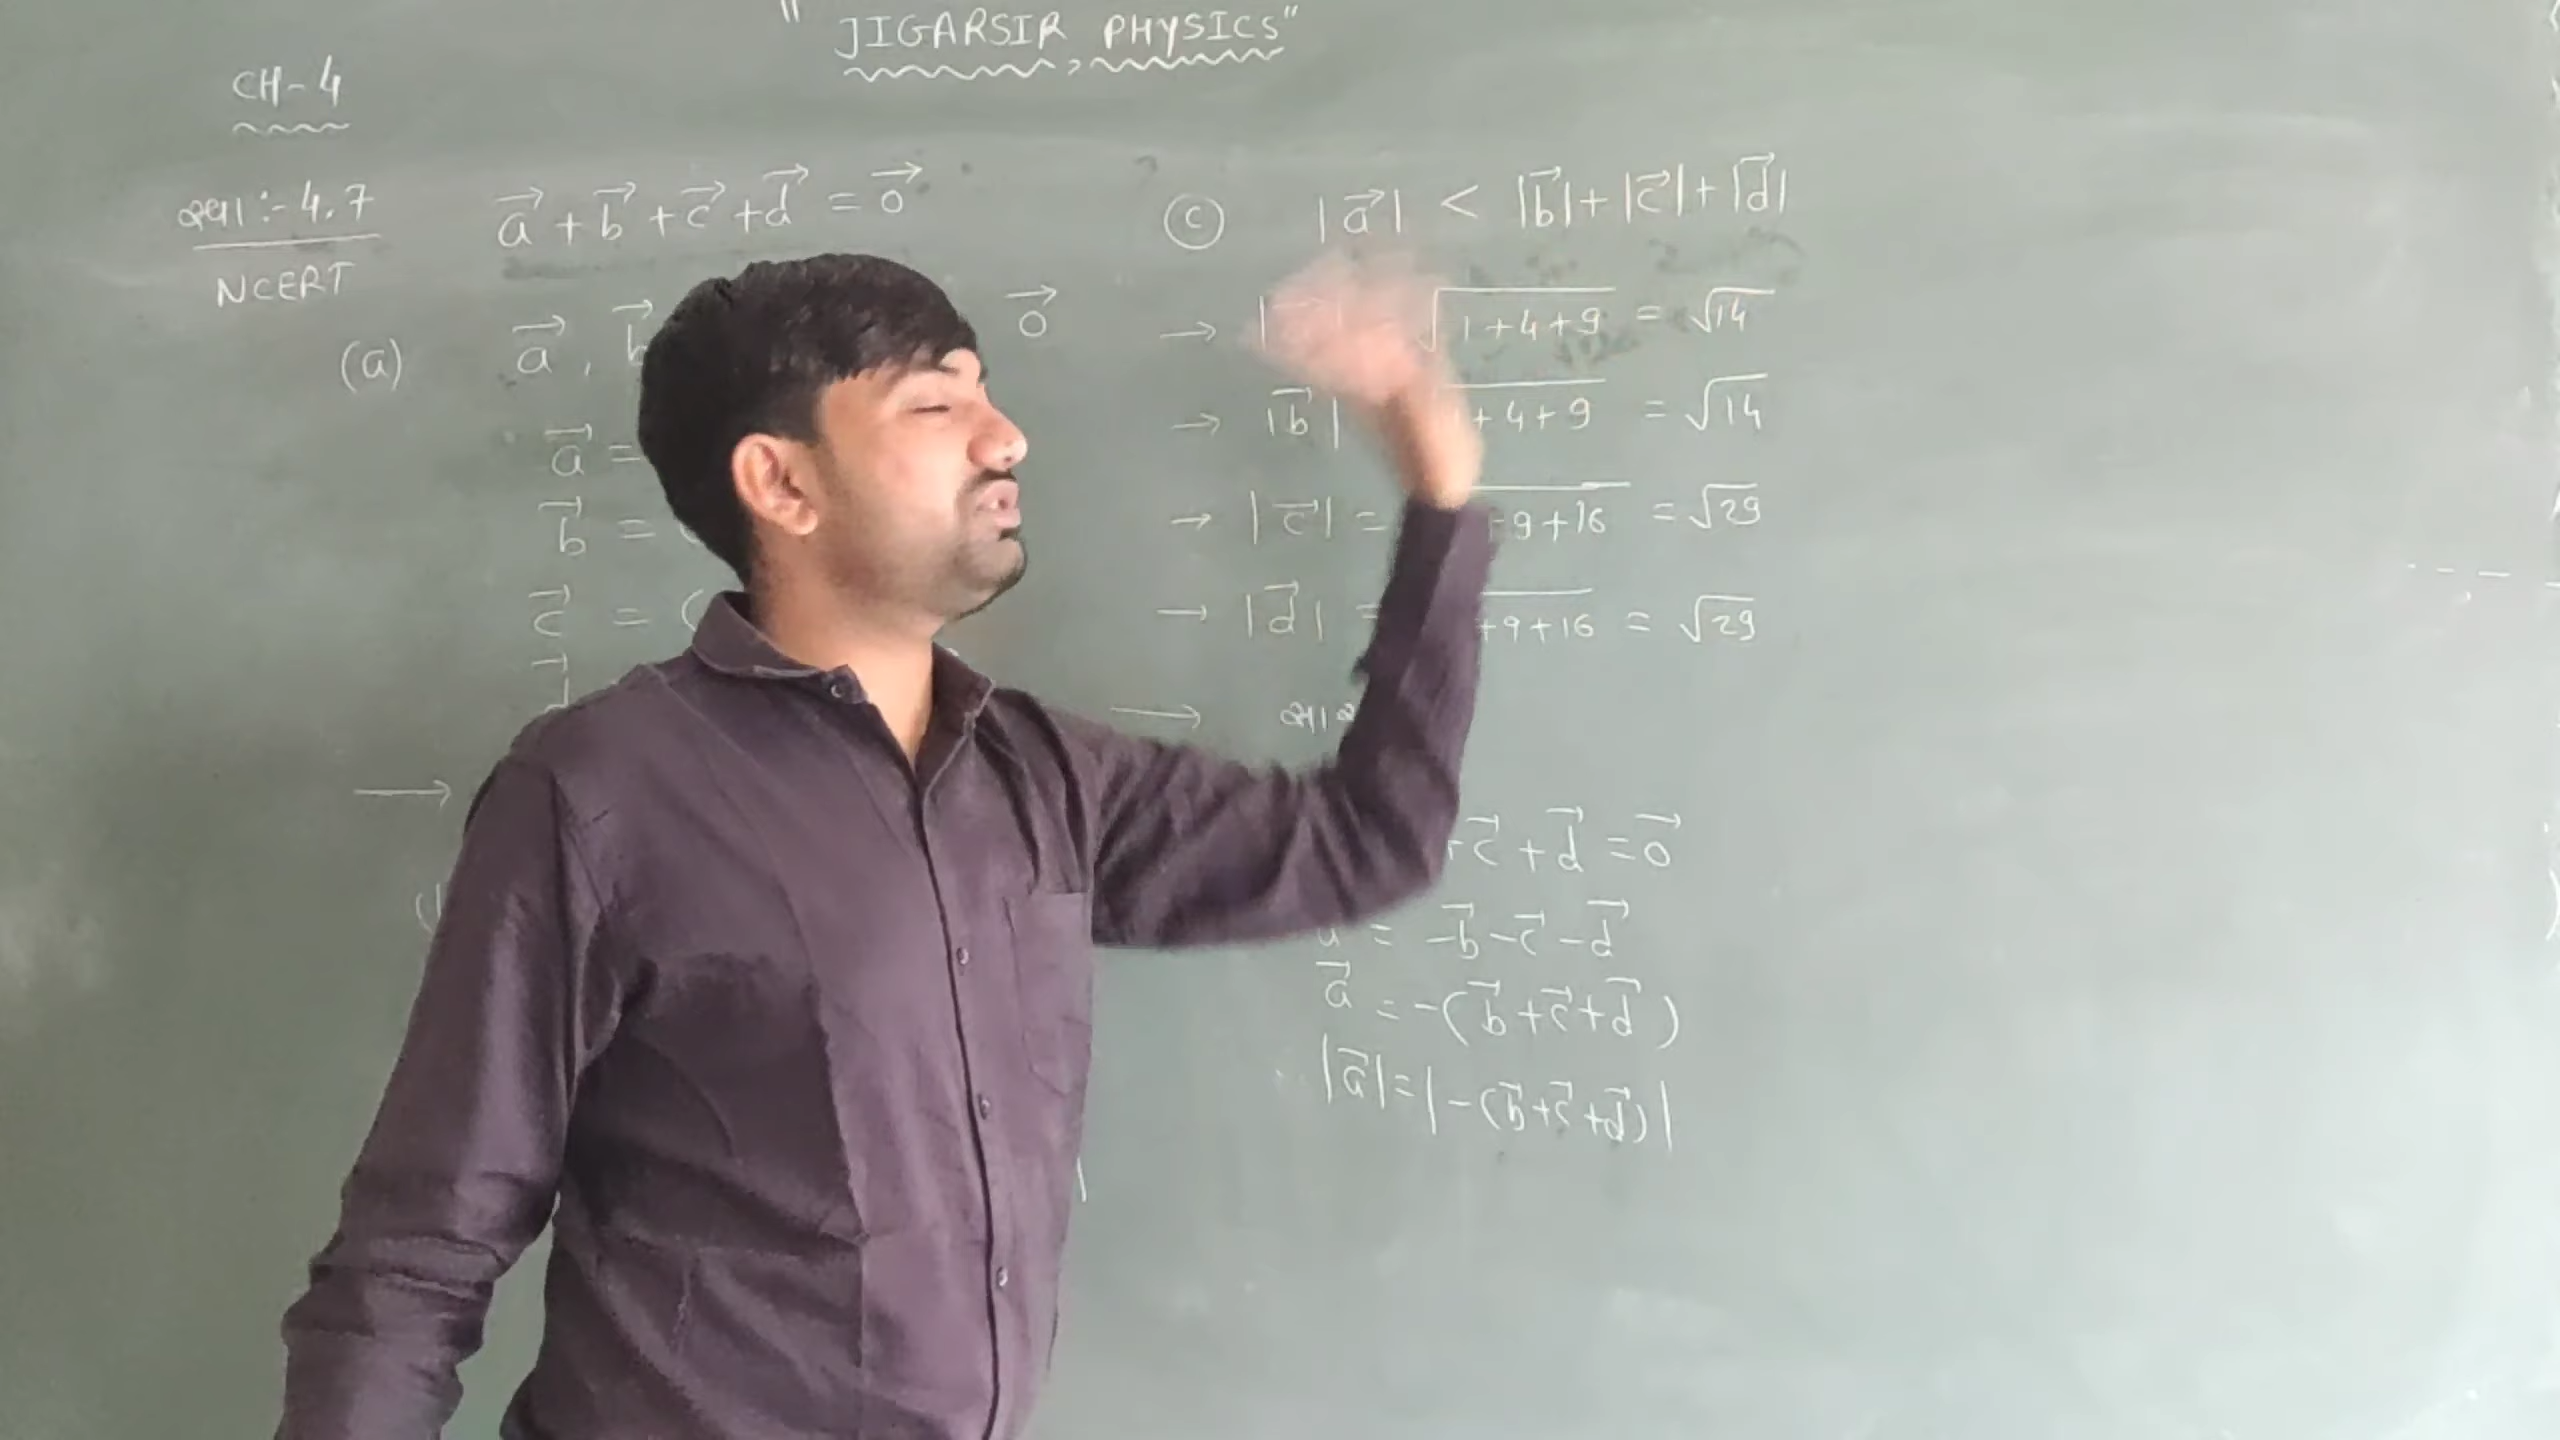 " JIGARSIR PHYSICS"
CH-4
સ્વા :- 4.7
NCERT
a⃗ + b⃗ + c⃗ + d⃗ = 0⃗
(a) a⃗ , b⃗ 0⃗
a⃗ =
b⃗ =
c⃗ = (
→
ⓒ |a⃗| < |b⃗| + |c⃗| + |d⃗|
→ √1+4+9 = √14
→ |b⃗| +4+9 = √14
→ |c⃗| = 9+16 = √29
→ |d⃗| = +9+16 = √29
→
+c⃗ + d⃗ = 0⃗
= -b⃗ -c⃗ -d⃗
a⃗ = -(b⃗+c⃗+d⃗)
|a⃗| = |-(b⃗+c⃗+d⃗)|